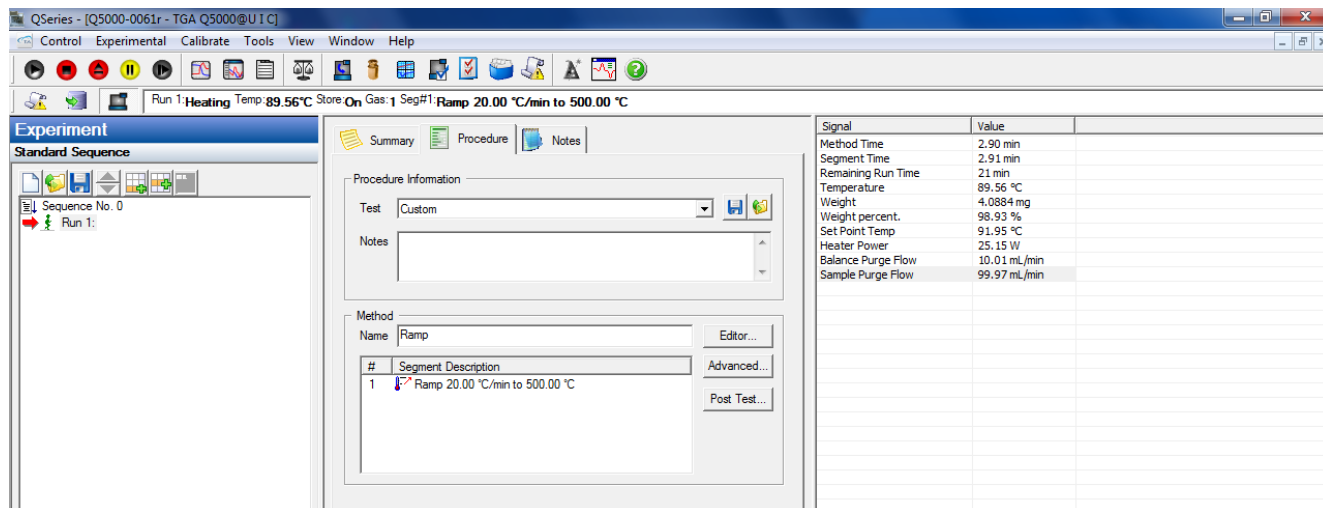 QSeries - [Q5000-0061r - TGA Q5000@U I C]
Control Experimental Calibrate Tools View Window Help
Run 1:Heating Temp:89.56°C Store:On Gas:1 Seg#1:Ramp 20.00 °C/min to 500.00 °C
Experiment
Standard Sequence
Sequence No. 0
Run 1:
Summary Procedure Notes
Procedure Information
Test Custom
Notes
Method
Name Ramp Editor...
# Segment Description Advanced...
1 Ramp 20.00 °C/min to 500.00 °C
Post Test...
Signal Value
Method Time 2.90 min
Segment Time 2.91 min
Remaining Run Time 21 min
Temperature 89.56 °C
Weight 4.0884 mg
Weight percent. 98.93 %
Set Point Temp 91.95 °C
Heater Power 25.15 W
Balance Purge Flow 10.01 mL/min
Sample Purge Flow 99.97 mL/min